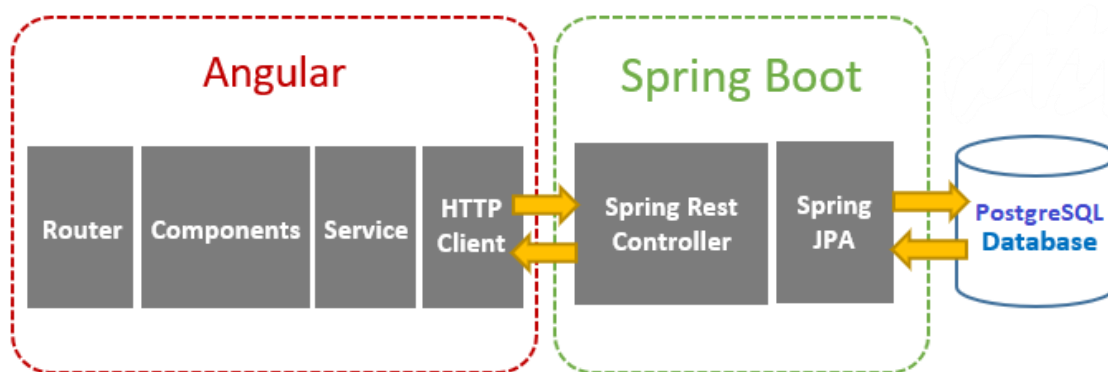 Angular
Router
Components
Service
HTTP
Client
Spring Boot
Spring Rest
Controller
Spring
JPA
PostgreSQL
Database